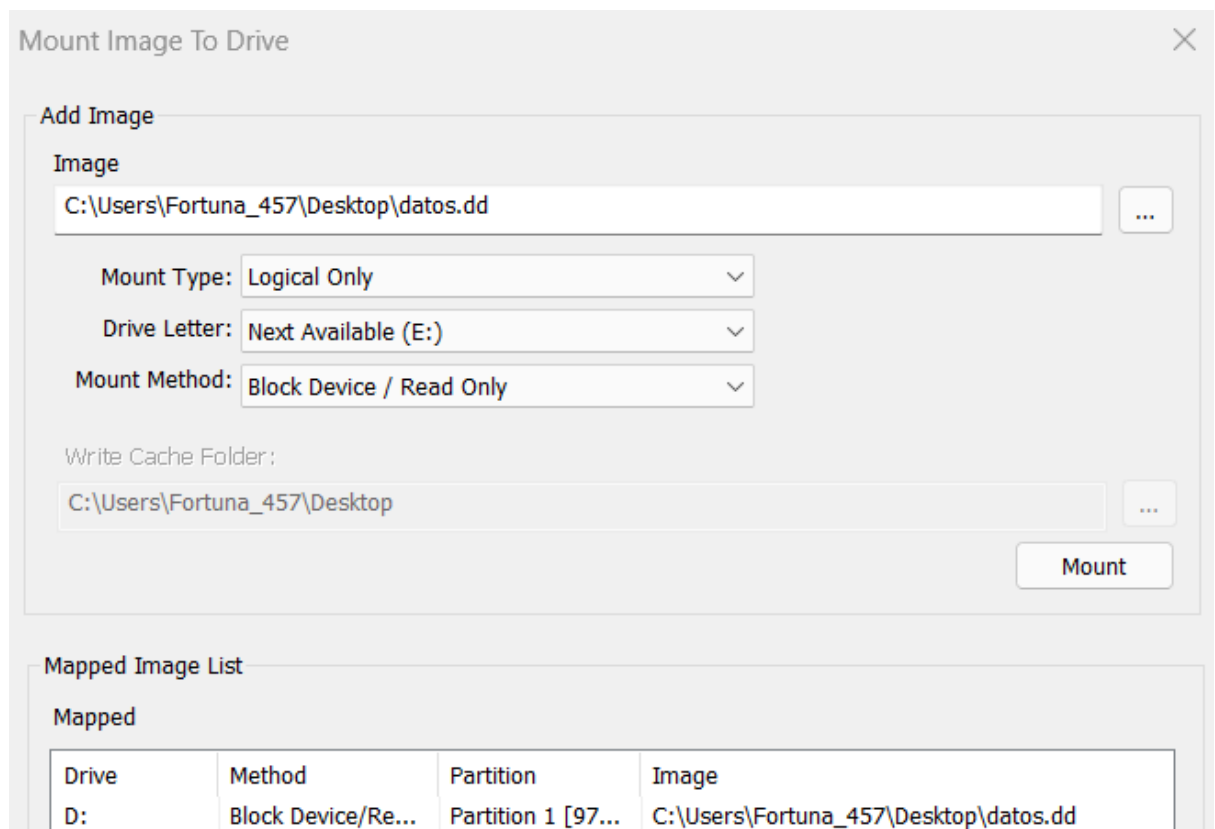 Mount Image To Drive
Add Image
Image
C:\Users\Fortuna_457\Desktop\datos.dd
...
Mount Type: Logical Only
Drive Letter: Next Available (E:)
Mount Method: Block Device / Read Only
Write Cache Folder:
C:\Users\Fortuna_457\Desktop
...
Mount
Mapped Image List
Mapped
Drive Method Partition Image
D: Block Device/Re... Partition 1 [97... C:\Users\Fortuna_457\Desktop\datos.dd